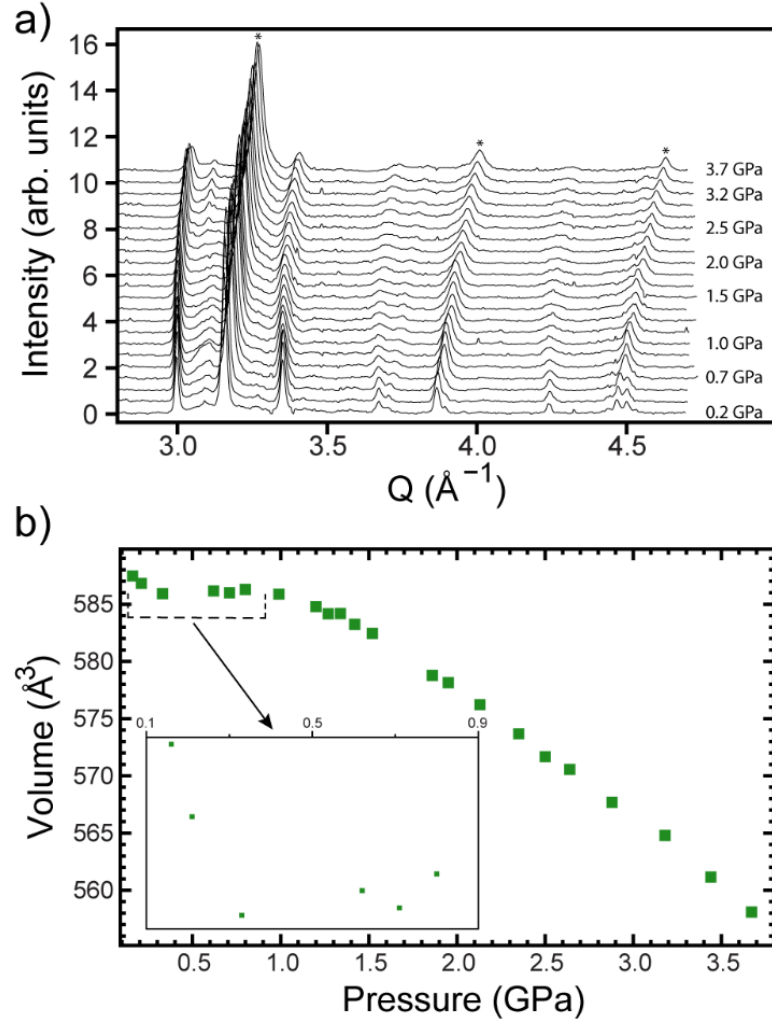 a)
*
*
*
16
14
12
10
8
6
4
2
0
Intensity (arb. units)
3.7 GPa
3.2 GPa
2.5 GPa
2.0 GPa
1.5 GPa
1.0 GPa
0.7 GPa
0.2 GPa
3.0 3.5 4.0 4.5
Q (Å⁻¹)
b)
585
580
575
570
565
560
Volume (Å³)
0.1 0.5 0.9
0.5 1.0 1.5 2.0 2.5 3.0 3.5
Pressure (GPa)